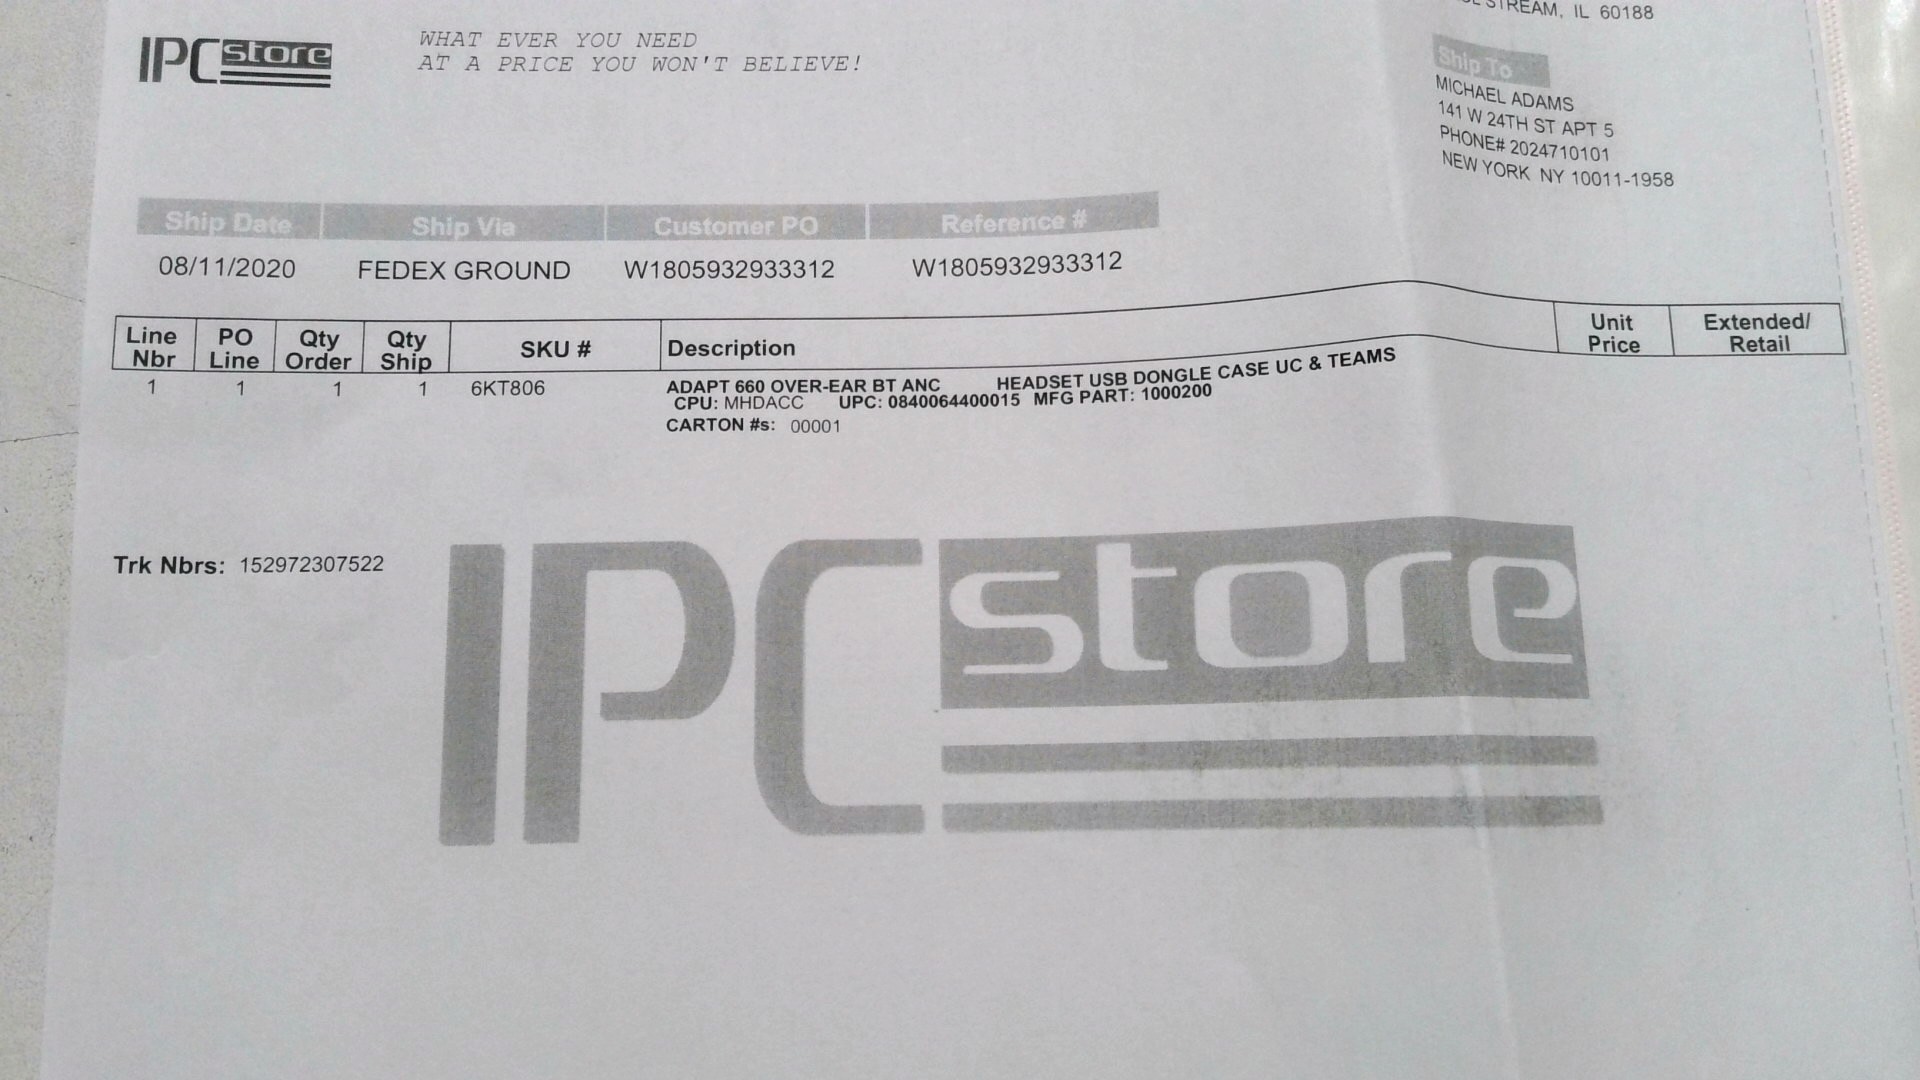 STREAM, IL 60188
IPC store
WHAT EVER YOU NEED
AT A PRICE YOU WON'T BELIEVE!
Ship To
MICHAEL ADAMS
141 W 24TH ST APT 5
PHONE# 2024710101
NEW YORK NY 10011-1958
Ship Date Ship Via Customer PO Reference #
08/11/2020 FEDEX GROUND W1805932933312 W1805932933312
Line Nbr PO Line Qty Order Qty Ship SKU # Description Unit Price Extended/ Retail
1 1 1 1 6KT806 ADAPT 660 OVER-EAR BT ANC HEADSET USB DONGLE CASE UC & TEAMS
CPU: MHDACC UPC: 0840064400015 MFG PART: 1000200
CARTON #s: 00001
Trk Nbrs: 152972307522
IPC store